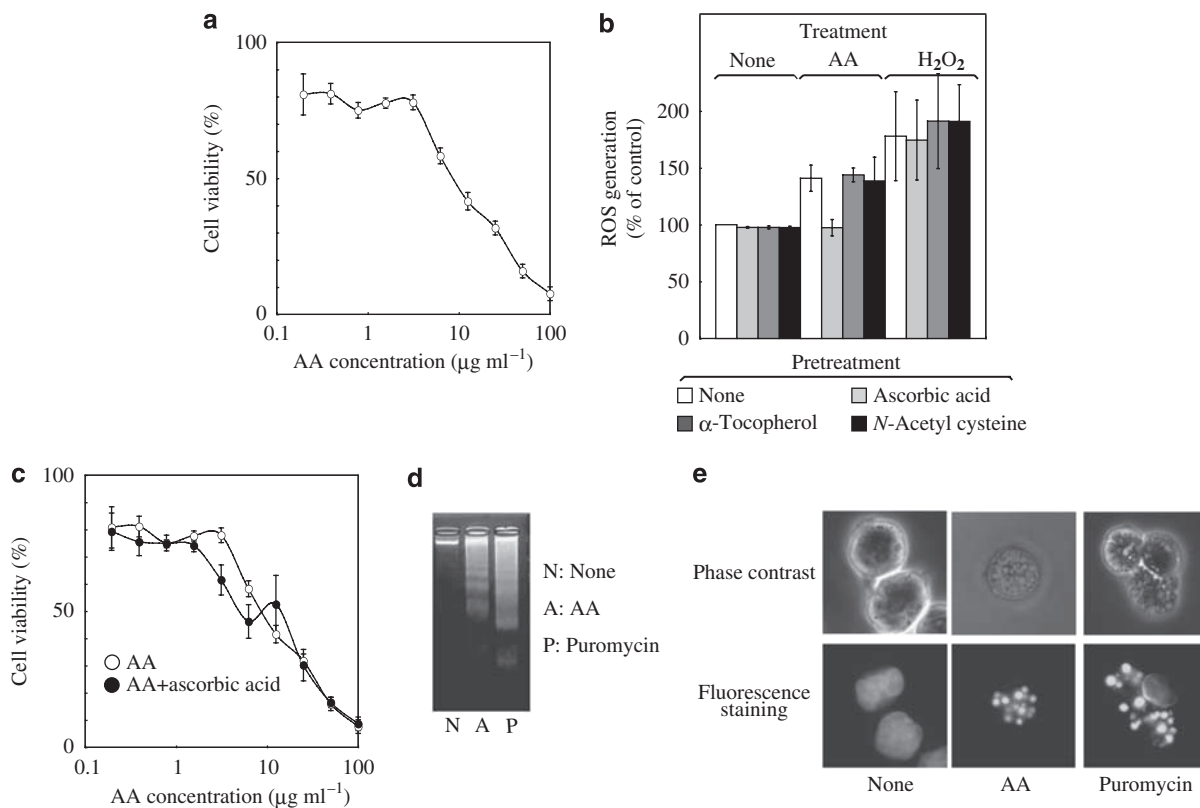 a
100
50
0
Cell viability (%)
0.1 1 10 100
AA concentration (µg ml⁻¹)
b
Treatment
None AA H₂O₂
200
150
100
50
0
ROS generation
(% of control)
Pretreatment
None
Ascorbic acid
α-Tocopherol
N-Acetyl cysteine
c
100
50
0
Cell viability (%)
AA
AA+ascorbic acid
0.1 1 10 100
AA concentration (µg ml⁻¹)
d
N: None
A: AA
P: Puromycin
N A P
e
Phase contrast
Fluorescence
staining
None AA Puromycin